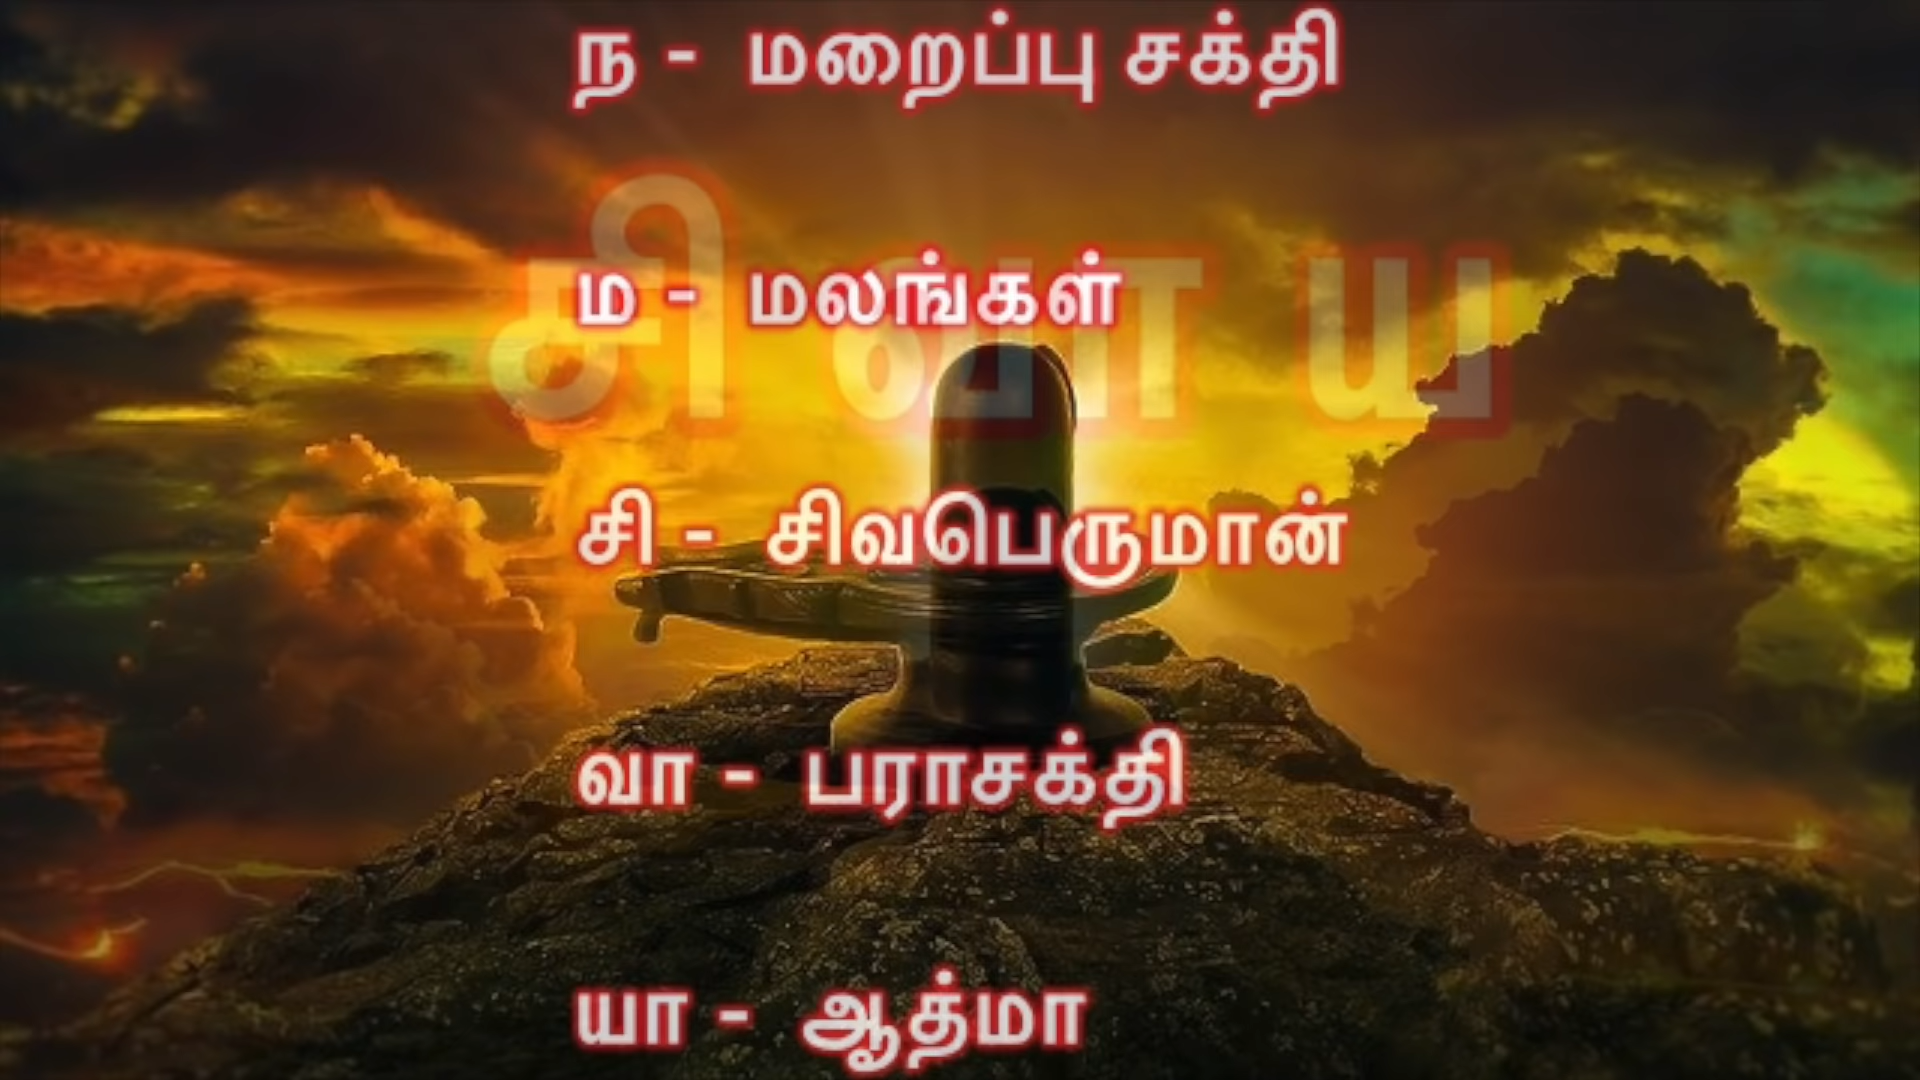 ந - மறைப்பு சக்தி
சிவாய
ம - மலங்கள்
சி - சிவபெருமான்
வா - பராசக்தி
யா - ஆத்மா